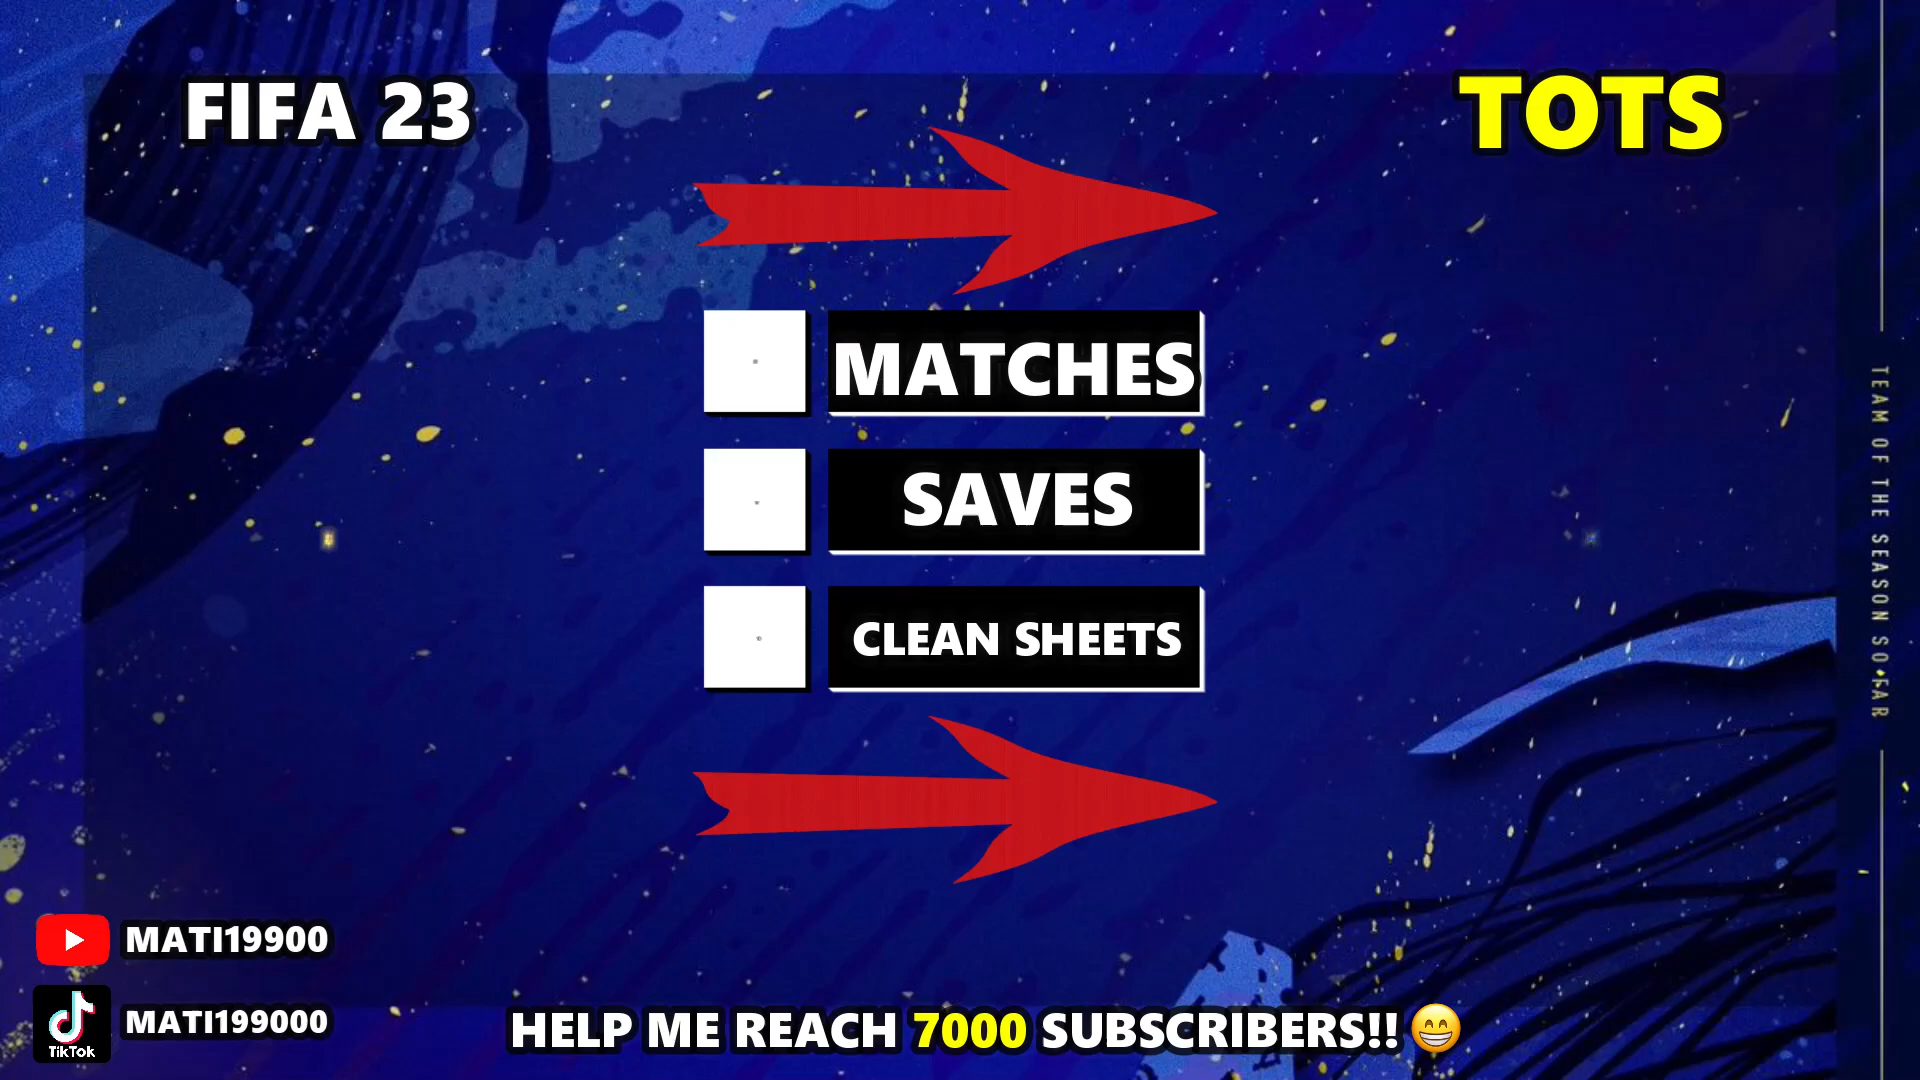 FIFA 23
TOTS
MATCHES
SAVES
CLEAN SHEETS
TEAM OF THE SEASON SO FAR
MATI19900
TikTok
MATI199000
HELP ME REACH 7000 SUBSCRIBERS!! 😁